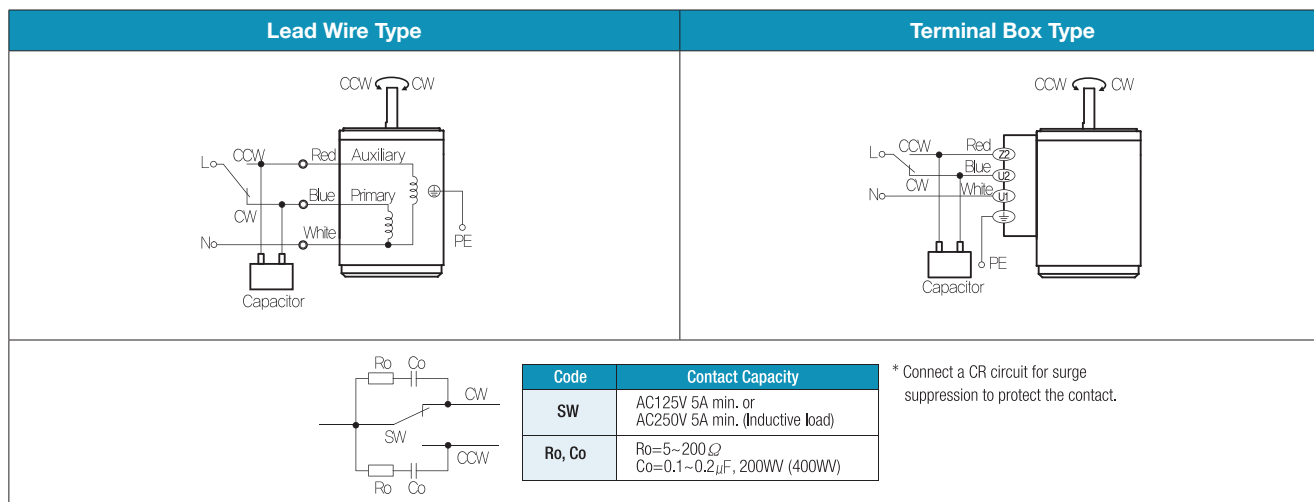 Lead Wire Type
Terminal Box Type
CCW CW
L CCW Red Auxiliary
Blue Primary
CW
White
N
PE
Capacitor
CCW CW
L CCW Red Z2
Blue U2
CW
White U1
N
PE
Capacitor
Ro Co
CW
SW
CCW
Ro Co
Code Contact Capacity
SW AC125V 5A min. or
AC250V 5A min. (Inductive load)
Ro, Co Ro=5~200Ω
Co=0.1~0.2μF, 200WV (400WV)
* Connect a CR circuit for surge
suppression to protect the contact.